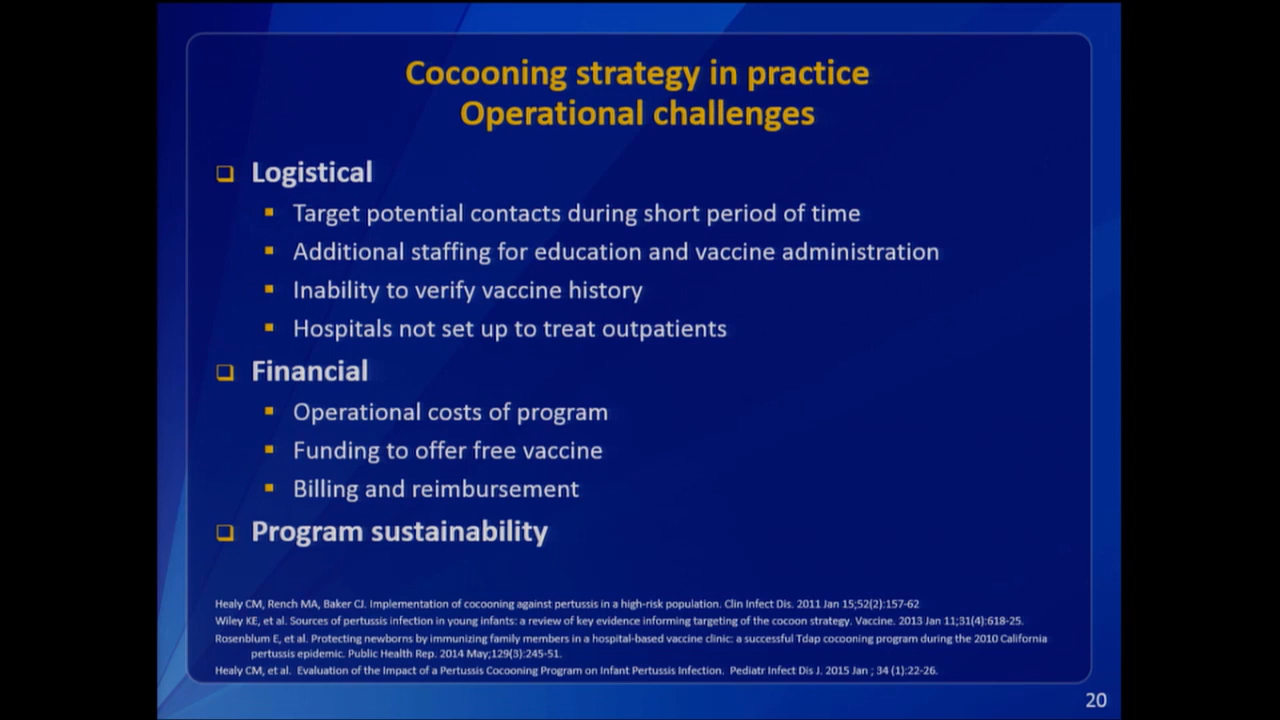 Cocooning strategy in practice
Operational challenges
Logistical
Target potential contacts during short period of time
Additional staffing for education and vaccine administration
Inability to verify vaccine history
Hospitals not set up to treat outpatients
Financial
Operational costs of program
Funding to offer free vaccine
Billing and reimbursement
Program sustainability
Healy CM, Rench MA, Baker CJ. Implementation of cocooning against pertussis in a high-risk population. Clin Infect Dis. 2011 Jan 15;52(2):157-62
Wiley KE, et al. Sources of pertussis infection in young infants: a review of key evidence informing targeting of the cocoon strategy. Vaccine. 2013 Jan 11;31(4):618-25.
Rosenblum E, et al. Protecting newborns by immunizing family members in a hospital-based vaccine clinic: a successful Tdap cocooning program during the 2010 California
pertussis epidemic. Public Health Rep. 2014 May;129(3):245-51.
Healy CM, et al. Evaluation of the Impact of a Pertussis Cocooning Program on Infant Pertussis Infection. Pediatr Infect Dis J. 2015 Jan ; 34 (1):22-26.
20